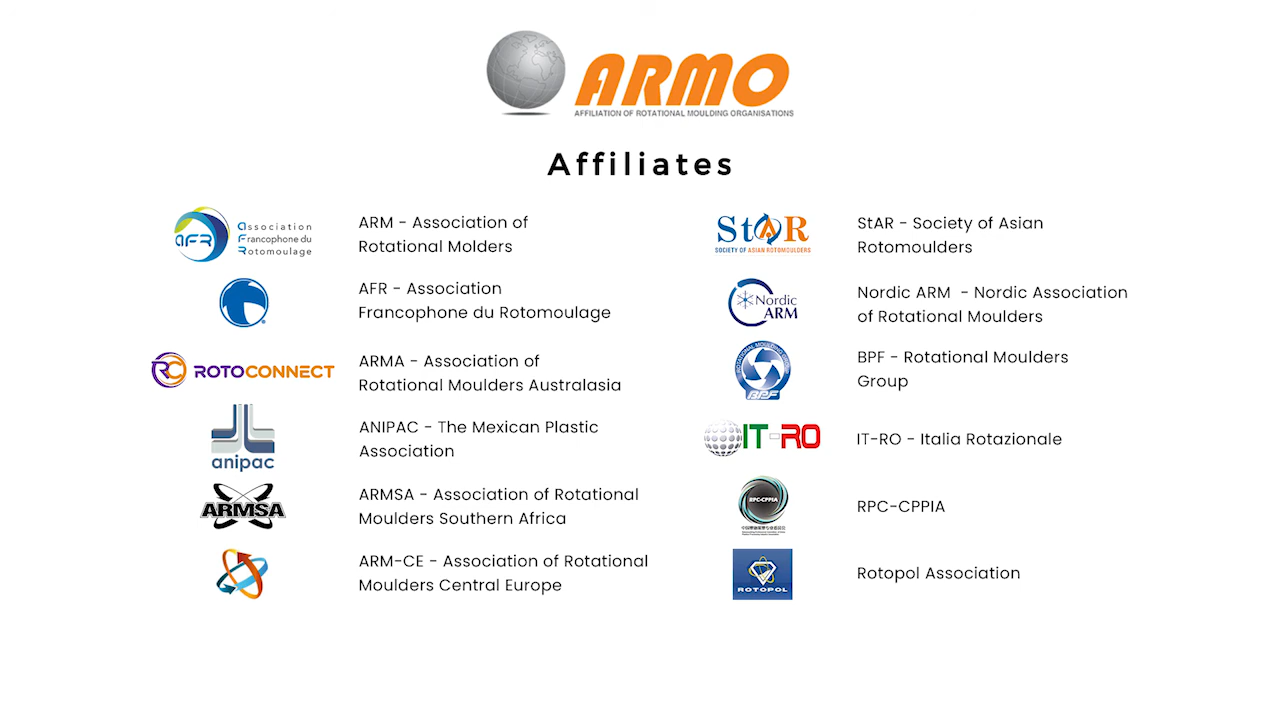 ARMO
AFFILIATION OF ROTATIONAL MOULDING ORGANISATIONS
Affiliates
aFR
association
Francophone du
Rotomoulage
ARM - Association of
Rotational Molders
AFR - Association
Francophone du Rotomoulage
RC ROTOCONNECT
ARMA - Association of
Rotational Moulders Australasia
anipac
ANIPAC - The Mexican Plastic
Association
ARMSA
ARMSA - Association of Rotational
Moulders Southern Africa
ARM-CE - Association of Rotational
Moulders Central Europe
StAR
SOCIETY OF ASIAN ROTOMOULDERS
StAR - Society of Asian
Rotomoulders
Nordic
ARM
Nordic ARM - Nordic Association
of Rotational Moulders
ROTATIONAL MOULDING GROUP
BPF
BPF - Rotational Moulders
Group
IT-RO
IT-RO - Italia Rotazionale
RPC-CPPIA
RPC-CPPIA
ROTOPOL
Rotopol Association